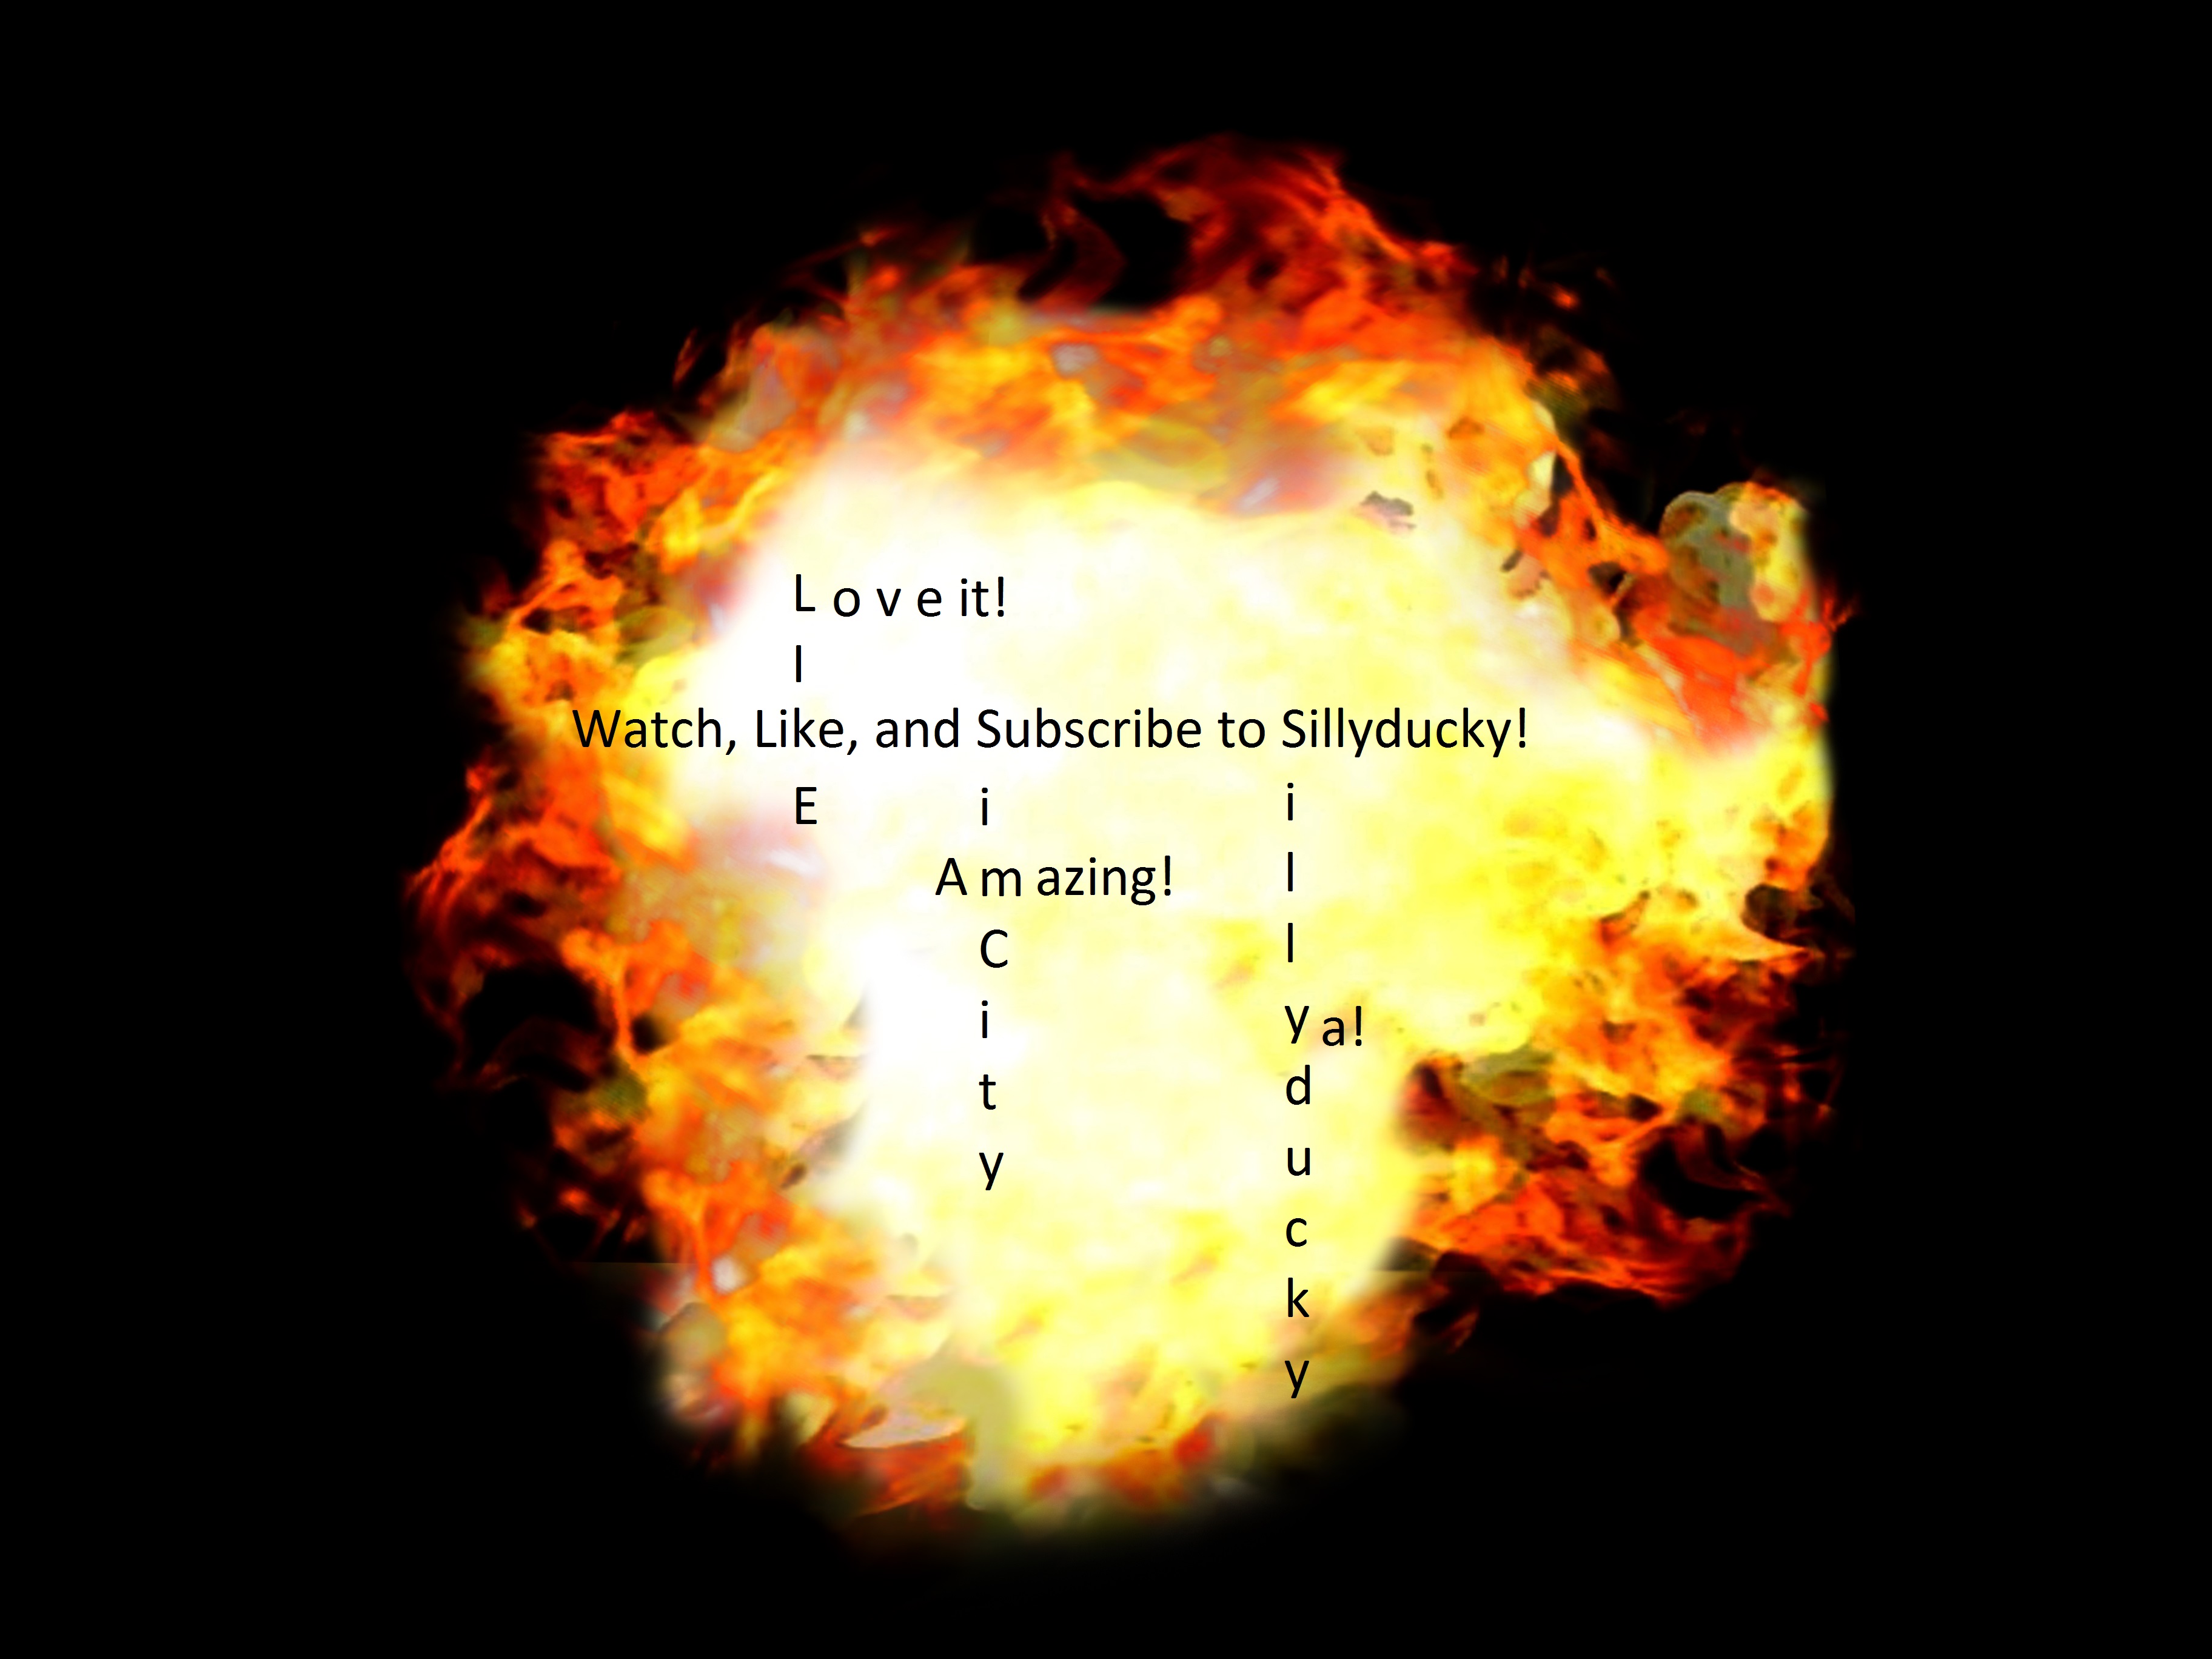 L o v e it!
I
Watch, Like, and Subscribe to Sillyducky!
E i i
A m azing! l
C l
i y a!
t d
y u
c
k
y